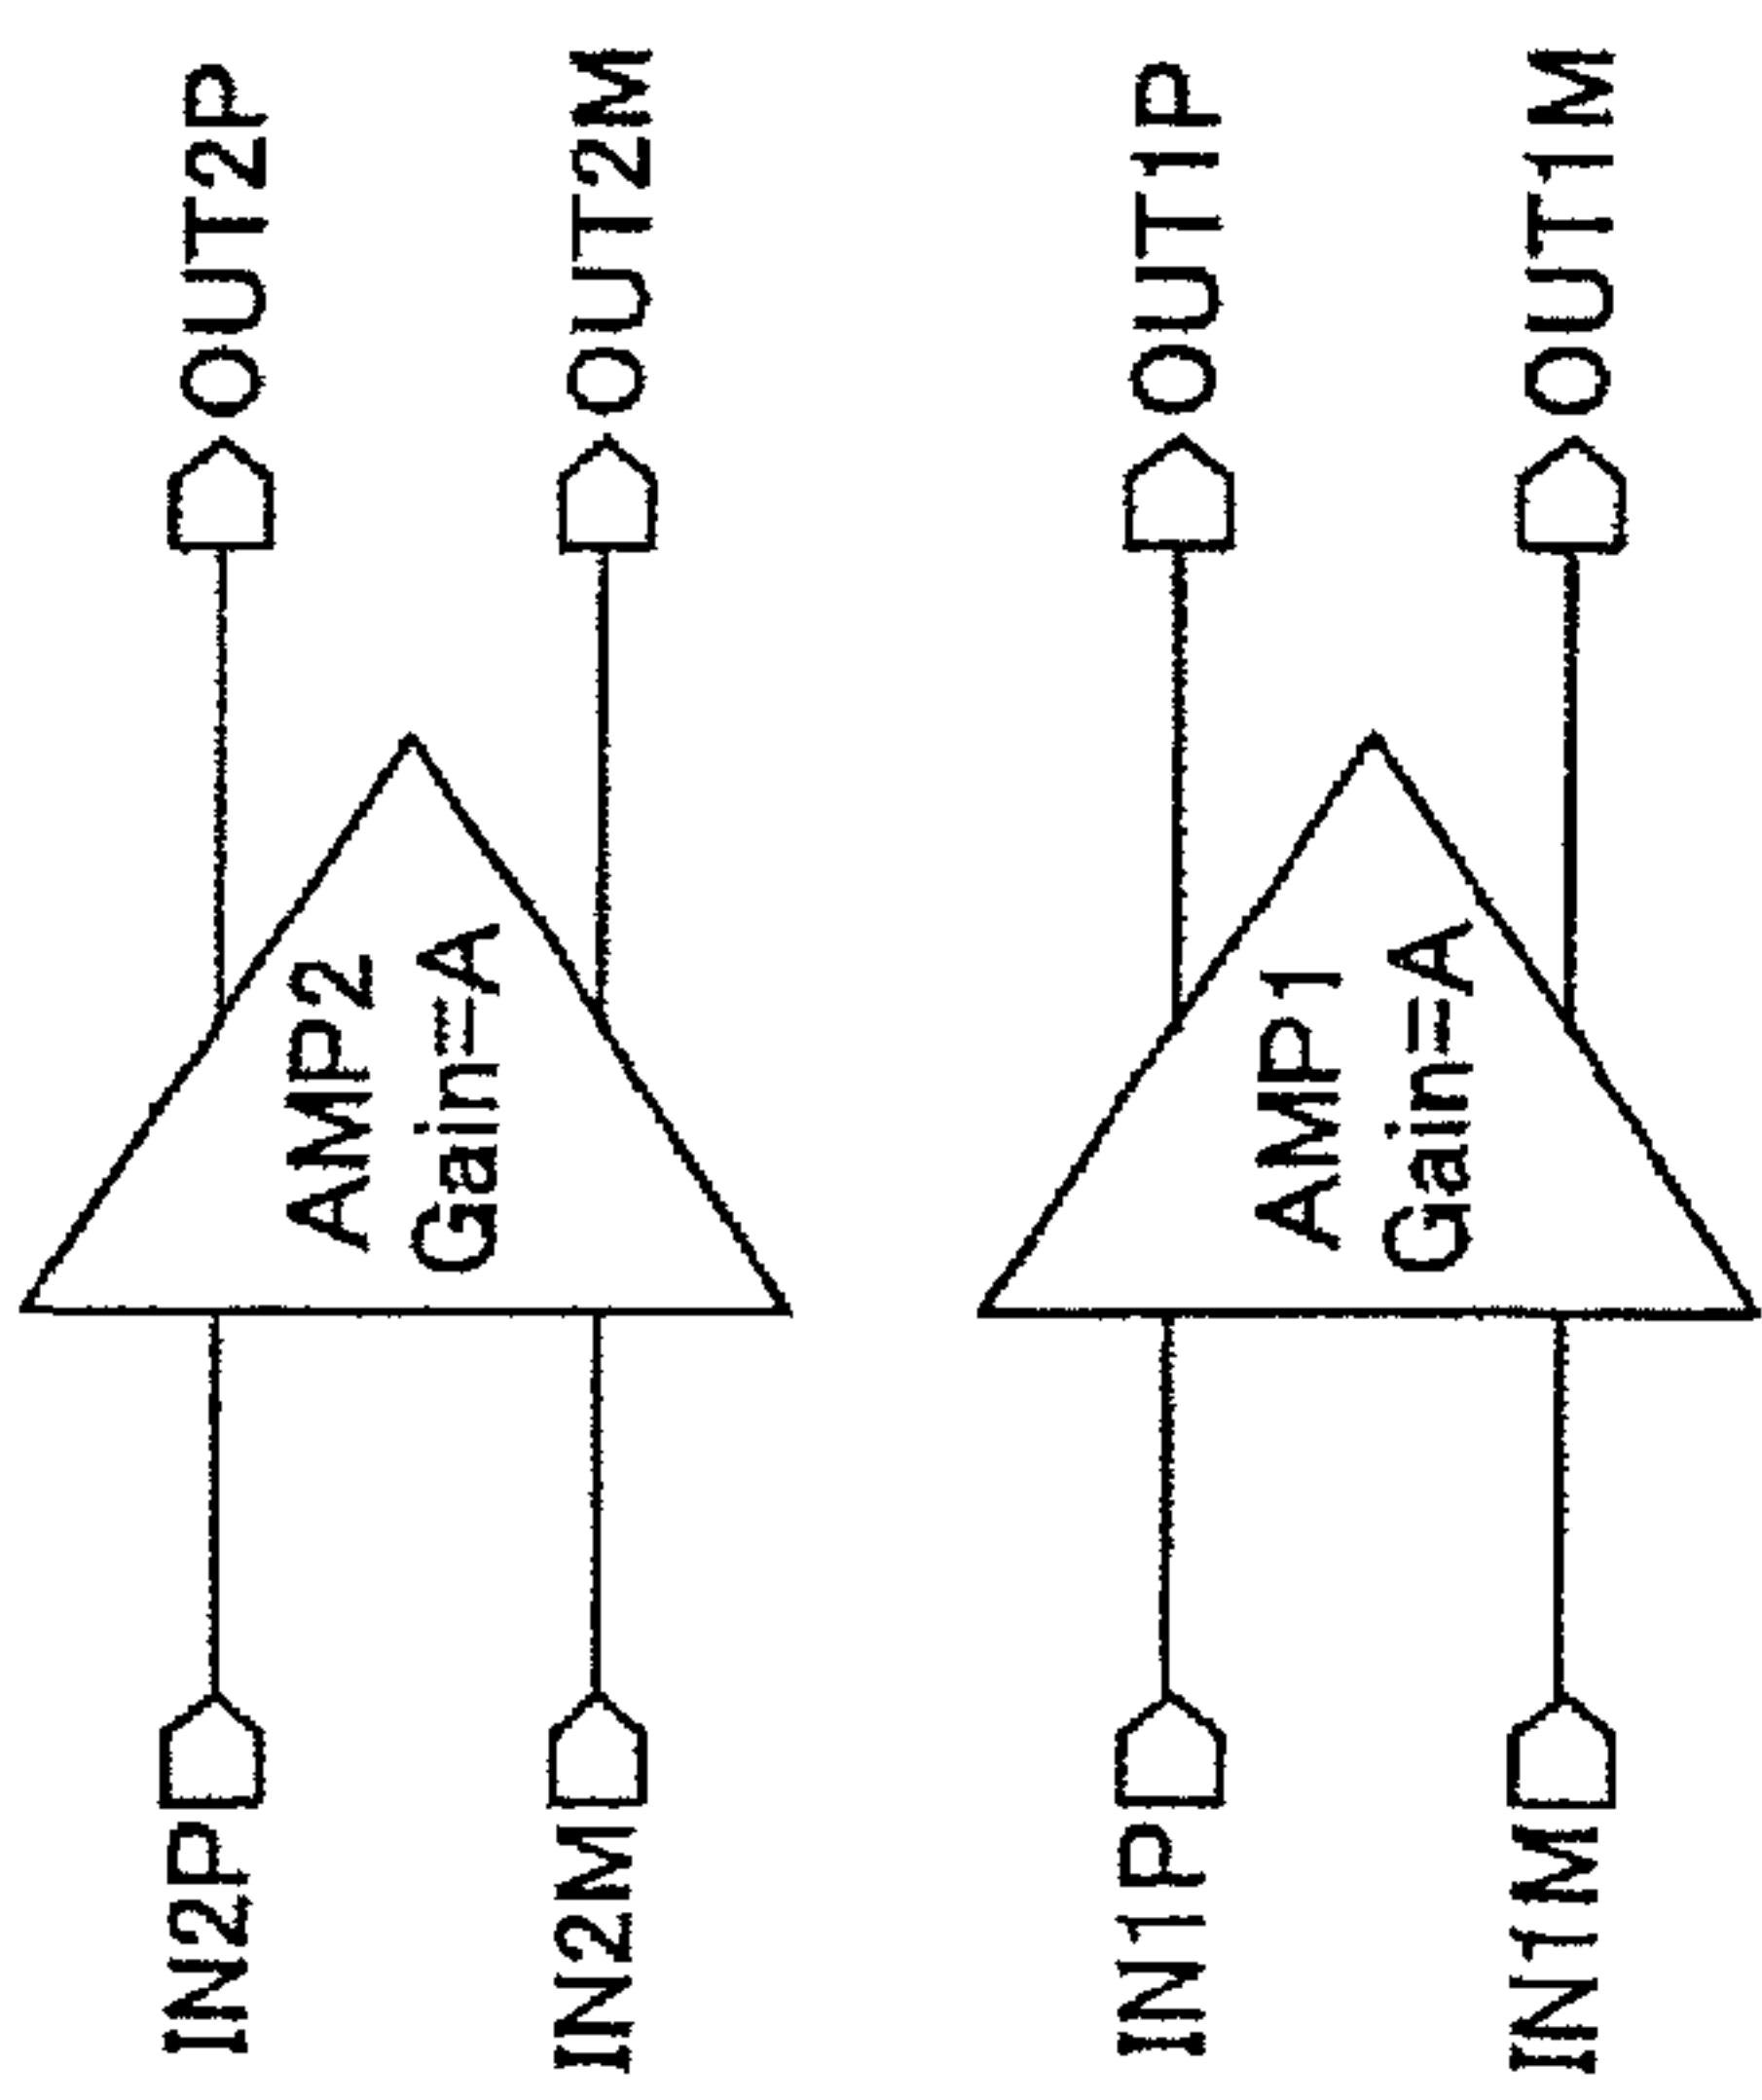 IN2P
IN2M
AMP2
Gain=A
OUT2P
OUT2M
IN1P
IN1M
AMP1
Gain=A
OUT1P
OUT1M